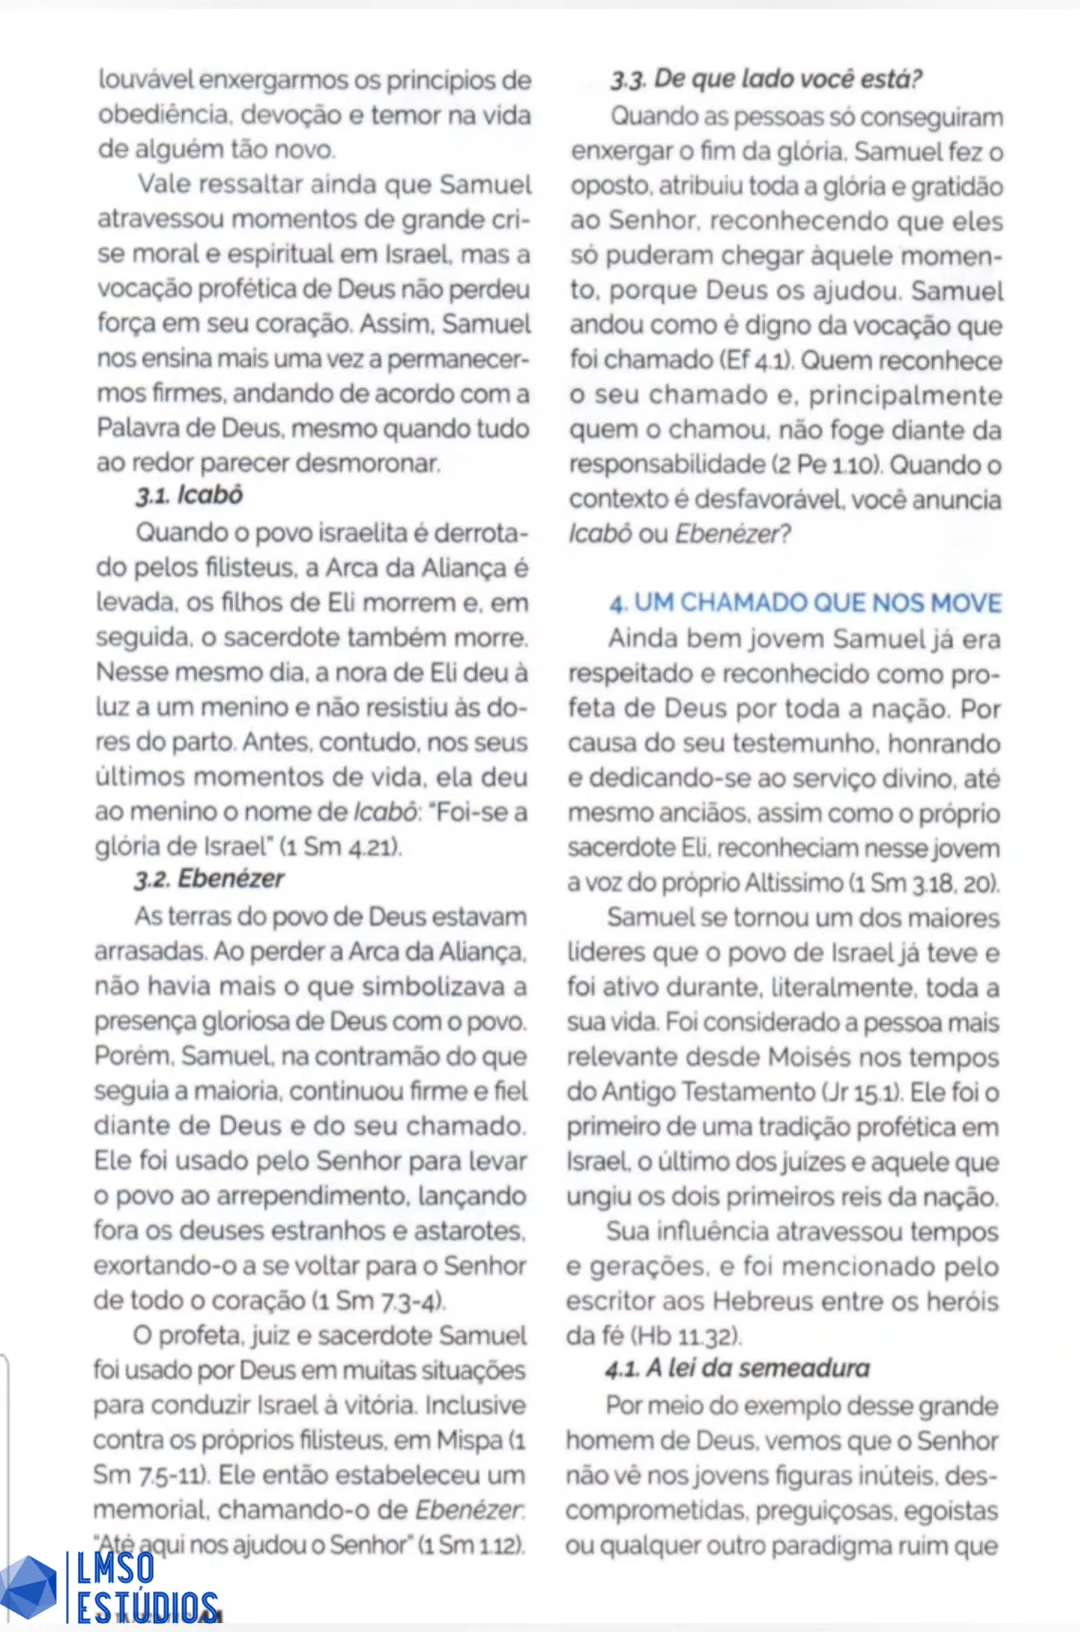 louvável enxergarmos os princípios de
obediência, devoção e temor na vida
de alguém tão novo.
Vale ressaltar ainda que Samuel
atravessou momentos de grande cri-
se moral e espiritual em Israel, mas a
vocação profética de Deus não perdeu
força em seu coração. Assim, Samuel
nos ensina mais uma vez a permanecer-
mos firmes, andando de acordo com a
Palavra de Deus, mesmo quando tudo
ao redor parecer desmoronar.
3.1. Icabô
Quando o povo israelita é derrota-
do pelos filisteus, a Arca da Aliança é
levada, os filhos de Eli morrem e, em
seguida, o sacerdote também morre.
Nesse mesmo dia, a nora de Eli deu à
luz a um menino e não resistiu às do-
res do parto. Antes, contudo, nos seus
últimos momentos de vida, ela deu
ao menino o nome de Icabô: "Foi-se a
glória de Israel" (1 Sm 4.21).
3.2. Ebenézer
As terras do povo de Deus estavam
arrasadas. Ao perder a Arca da Aliança,
não havia mais o que simbolizava a
presença gloriosa de Deus com o povo.
Porém, Samuel, na contramão do que
seguia a maioria, continuou firme e fiel
diante de Deus e do seu chamado.
Ele foi usado pelo Senhor para levar
o povo ao arrependimento, lançando
fora os deuses estranhos e astarotes,
exortando-o a se voltar para o Senhor
de todo o coração (1 Sm 7.3-4).
O profeta, juiz e sacerdote Samuel
foi usado por Deus em muitas situações
para conduzir Israel à vitória. Inclusive
contra os próprios filisteus, em Mispa (1
Sm 7.5-11). Ele então estabeleceu um
memorial, chamando-o de Ebenézer:
"Até aqui nos ajudou o Senhor" (1 Sm 1.12).
3.3. De que lado você está?
Quando as pessoas só conseguiram
enxergar o fim da glória, Samuel fez o
oposto, atribuiu toda a glória e gratidão
ao Senhor, reconhecendo que eles
só puderam chegar àquele momen-
to, porque Deus os ajudou. Samuel
andou como é digno da vocação que
foi chamado (Ef 4.1). Quem reconhece
o seu chamado e, principalmente
quem o chamou, não foge diante da
responsabilidade (2 Pe 1.10). Quando o
contexto é desfavorável, você anuncia
Icabô ou Ebenézer?
4. UM CHAMADO QUE NOS MOVE
Ainda bem jovem Samuel já era
respeitado e reconhecido como pro-
feta de Deus por toda a nação. Por
causa do seu testemunho, honrando
e dedicando-se ao serviço divino, até
mesmo anciãos, assim como o próprio
sacerdote Eli, reconheciam nesse jovem
a voz do próprio Altíssimo (1 Sm 3.18, 20).
Samuel se tornou um dos maiores
líderes que o povo de Israel já teve e
foi ativo durante, literalmente, toda a
sua vida. Foi considerado a pessoa mais
relevante desde Moisés nos tempos
do Antigo Testamento (Jr 15.1). Ele foi o
primeiro de uma tradição profética em
Israel, o último dos juízes e aquele que
ungiu os dois primeiros reis da nação.
Sua influência atravessou tempos
e gerações, e foi mencionado pelo
escritor aos Hebreus entre os heróis
da fé (Hb 11.32).
4.1. A lei da semeadura
Por meio do exemplo desse grande
homem de Deus, vemos que o Senhor
não vê nos jovens figuras inúteis, des-
comprometidas, preguiçosas, egoístas
ou qualquer outro paradigma ruim que
LMSO
ESTÚDIOS